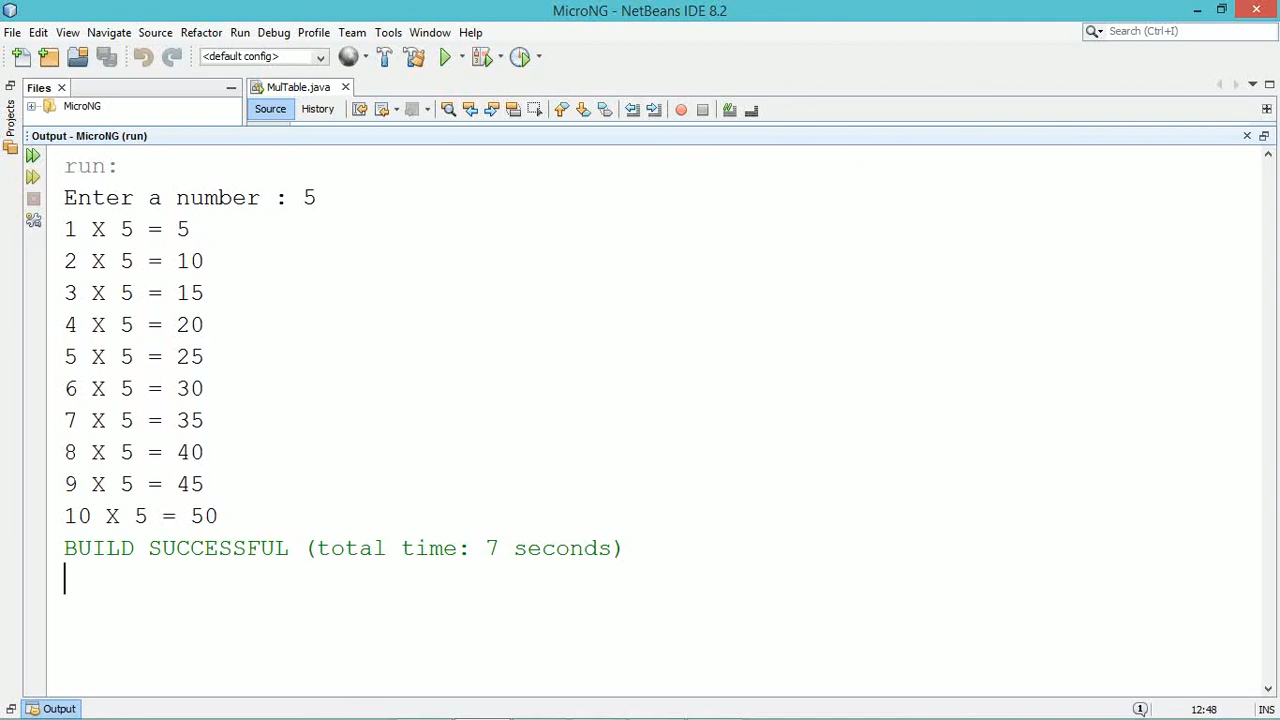 MicroNG - NetBeans IDE 8.2
File Edit View Navigate Source Refactor Run Debug Profile Team Tools Window Help
Search (Ctrl+I)
<default config>
Files
MulTable.java
Projects
MicroNG
Source History
Output - MicroNG (run)
run:
Enter a number : 5
1 X 5 = 5
2 X 5 = 10
3 X 5 = 15
4 X 5 = 20
5 X 5 = 25
6 X 5 = 30
7 X 5 = 35
8 X 5 = 40
9 X 5 = 45
10 X 5 = 50
BUILD SUCCESSFUL (total time: 7 seconds)
Output
12:48 INS